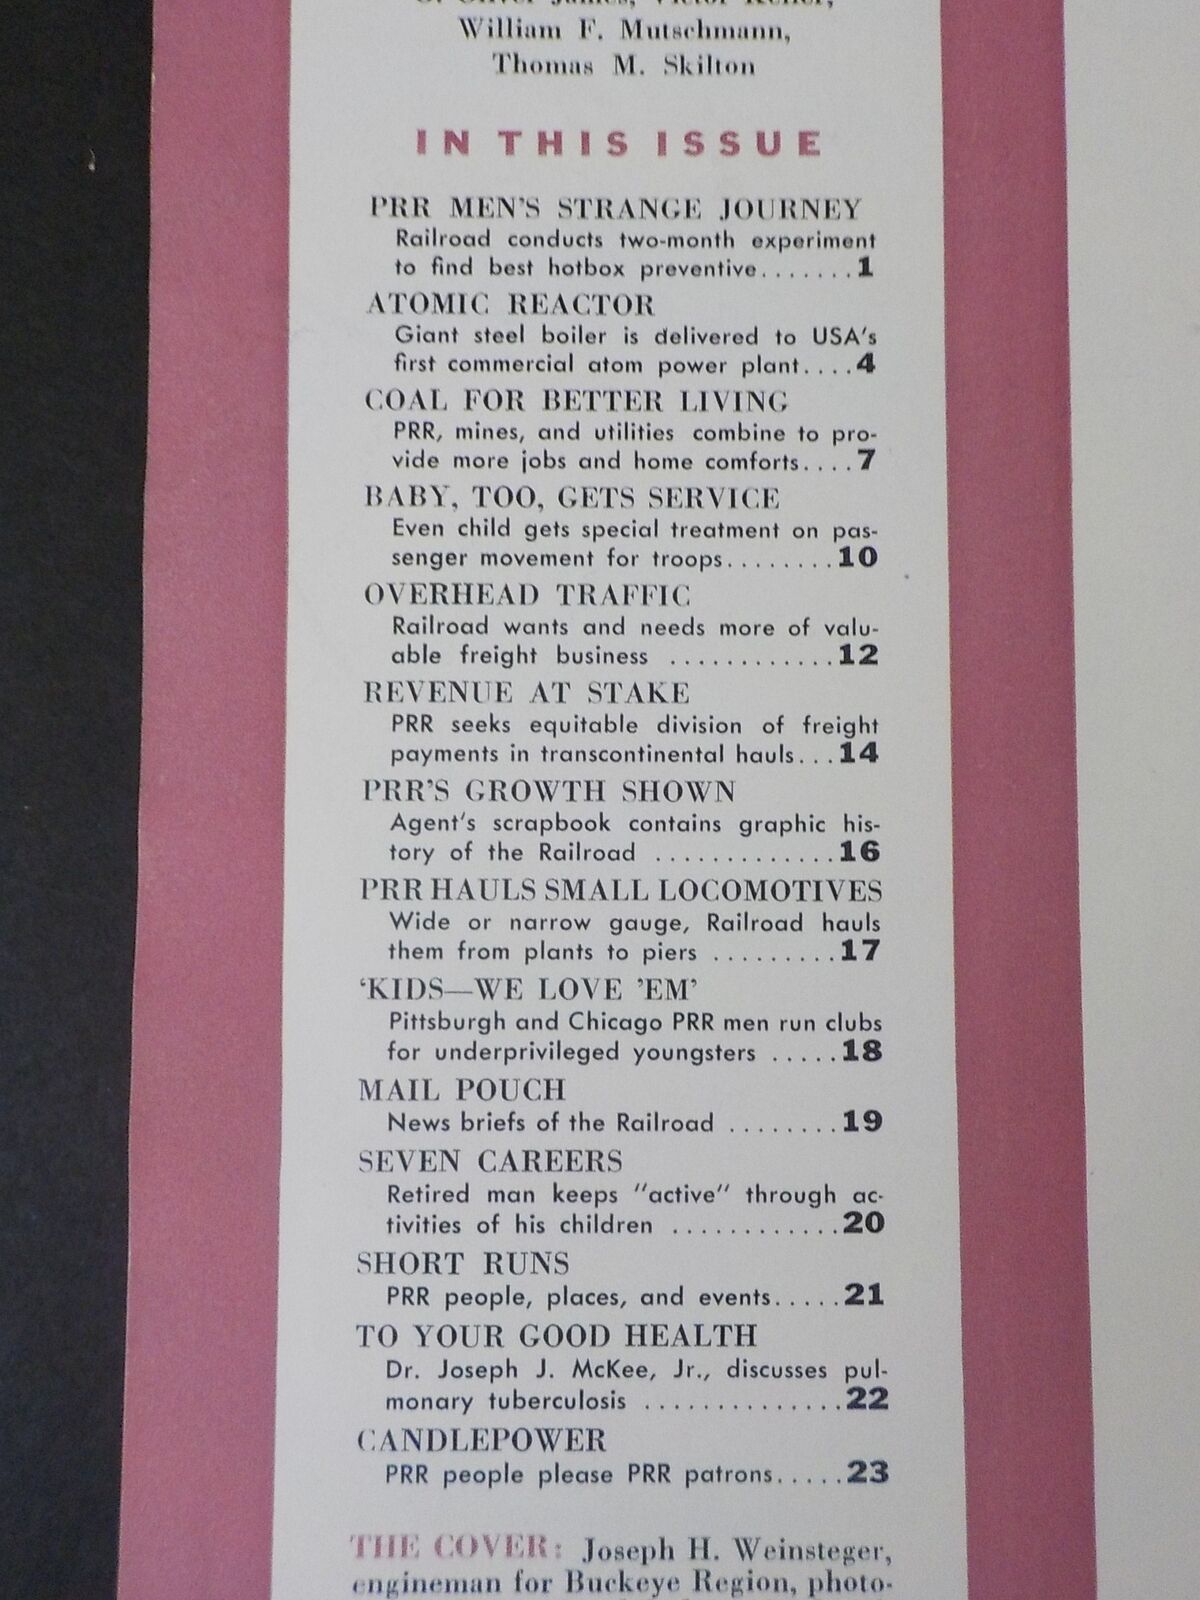 William F. Mutschmann,
Thomas M. Skilton
IN THIS ISSUE
PRR MEN'S STRANGE JOURNEY
Railroad conducts two-month experiment
to find best hotbox preventive.......1
ATOMIC REACTOR
Giant steel boiler is delivered to USA's
first commercial atom power plant....4
COAL FOR BETTER LIVING
PRR, mines, and utilities combine to pro-
vide more jobs and home comforts....7
BABY, TOO, GETS SERVICE
Even child gets special treatment on pas-
senger movement for troops........10
OVERHEAD TRAFFIC
Railroad wants and needs more of valu-
able freight business ............12
REVENUE AT STAKE
PRR seeks equitable division of freight
payments in transcontinental hauls...14
PRR'S GROWTH SHOWN
Agent's scrapbook contains graphic his-
tory of the Railroad .............16
PRR HAULS SMALL LOCOMOTIVES
Wide or narrow gauge, Railroad hauls
them from plants to piers .........17
'KIDS—WE LOVE 'EM'
Pittsburgh and Chicago PRR men run clubs
for underprivileged youngsters .....18
MAIL POUCH
News briefs of the Railroad ........19
SEVEN CAREERS
Retired man keeps "active" through ac-
tivities of his children ............20
SHORT RUNS
PRR people, places, and events.....21
TO YOUR GOOD HEALTH
Dr. Joseph J. McKee, Jr., discusses pul-
monary tuberculosis ..............22
CANDLEPOWER
PRR people please PRR patrons.....23
THE COVER: Joseph H. Weinsteger,
engineman for Buckeye Region, photo-